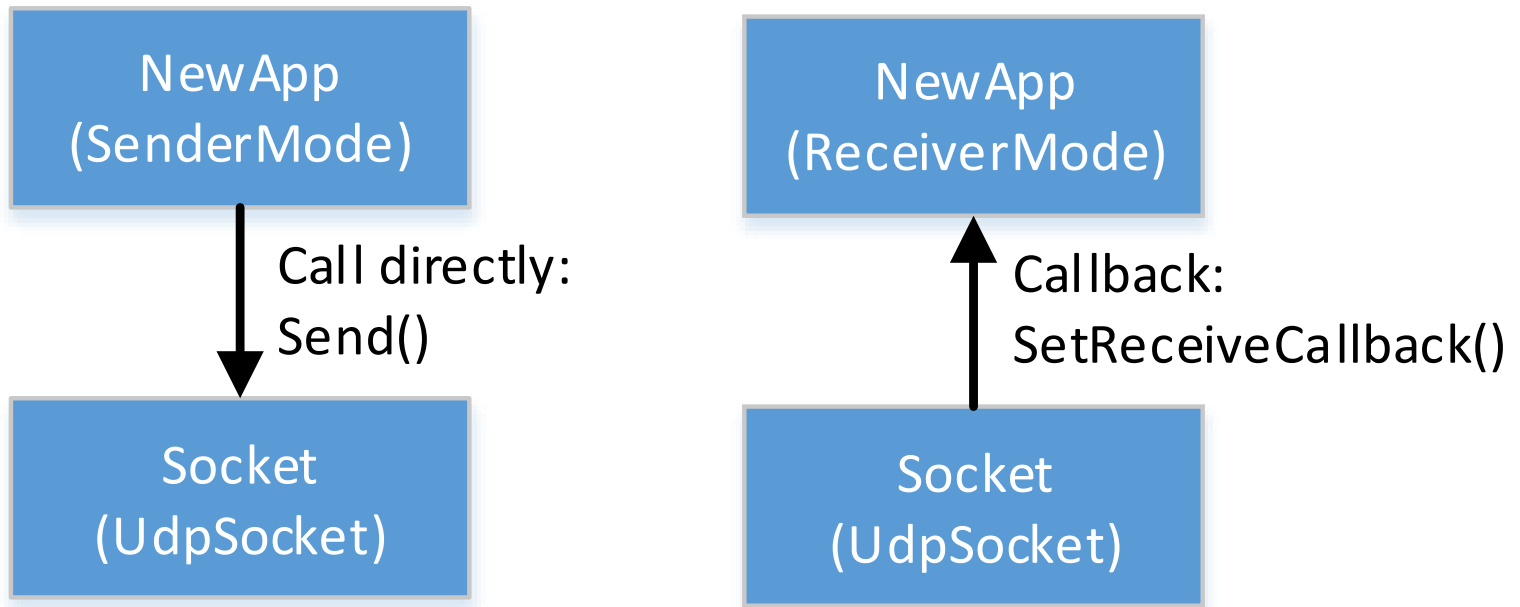 NewApp
(SenderMode)
Call directly:
Send()
Socket
(UdpSocket)
NewApp
(ReceiverMode)
Callback:
SetReceiveCallback()
Socket
(UdpSocket)